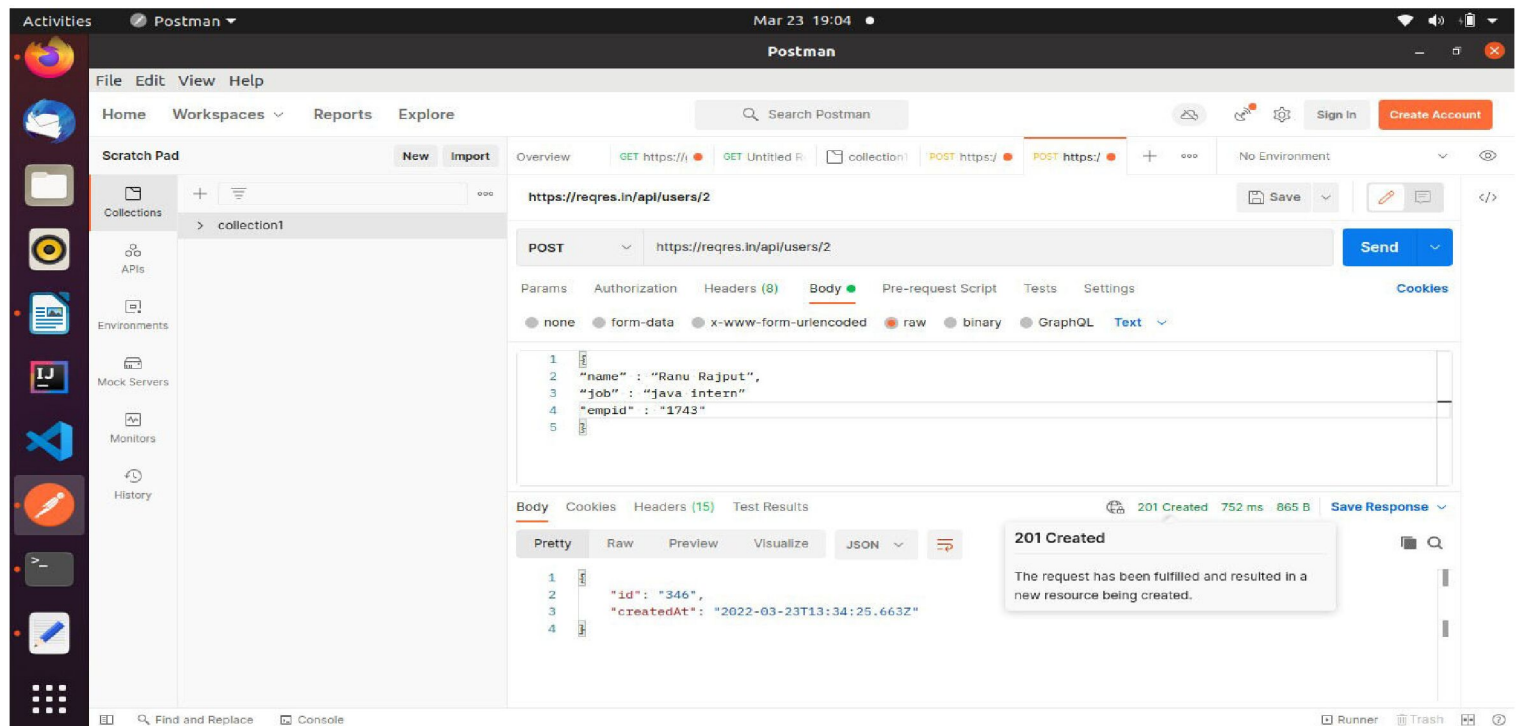 Activities Postman Mar 23 19:04
Postman
File Edit View Help
Home Workspaces Reports Explore Search Postman Sign In Create Account
Scratch Pad New Import Overview GET https:// GET Untitled R collection1 POST https:/ POST https:/ No Environment
Collections
collection1
APIs
Environments
Mock Servers
Monitors
History
https://reqres.in/api/users/2 Save
POST https://reqres.in/api/users/2 Send
Params Authorization Headers (8) Body Pre-request Script Tests Settings Cookies
none form-data x-www-form-urlencoded raw binary GraphQL Text
1 {
2 “name” : “Ranu Rajput”,
3 “job” : “java intern”
4 "empid" : "1743"
5 }
Body Cookies Headers (15) Test Results 201 Created 752 ms 865 B Save Response
Pretty Raw Preview Visualize JSON
201 Created
The request has been fulfilled and resulted in a
new resource being created.
1 {
2 "id": "346",
3 "createdAt": "2022-03-23T13:34:25.663Z"
4 }
Find and Replace Console Runner Trash